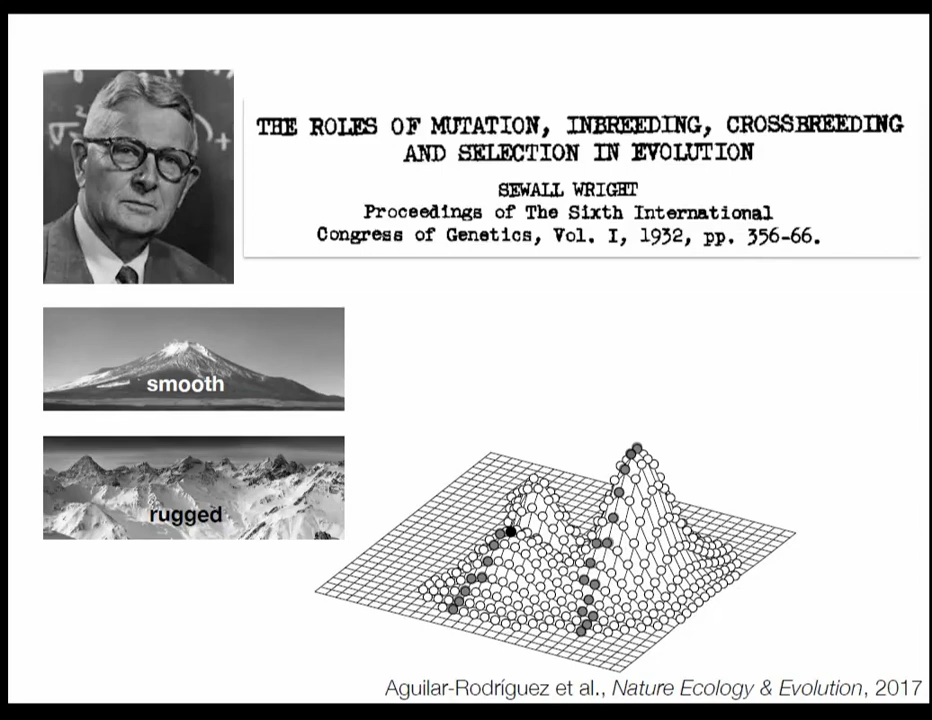 THE ROLES OF MUTATION, INBREEDING, CROSSBREEDING
AND SELECTION IN EVOLUTION
SEWALL WRIGHT
Proceedings of The Sixth International
Congress of Genetics, Vol. I, 1932, pp. 356-66.
smooth
rugged
Aguilar-Rodríguez et al., Nature Ecology & Evolution, 2017